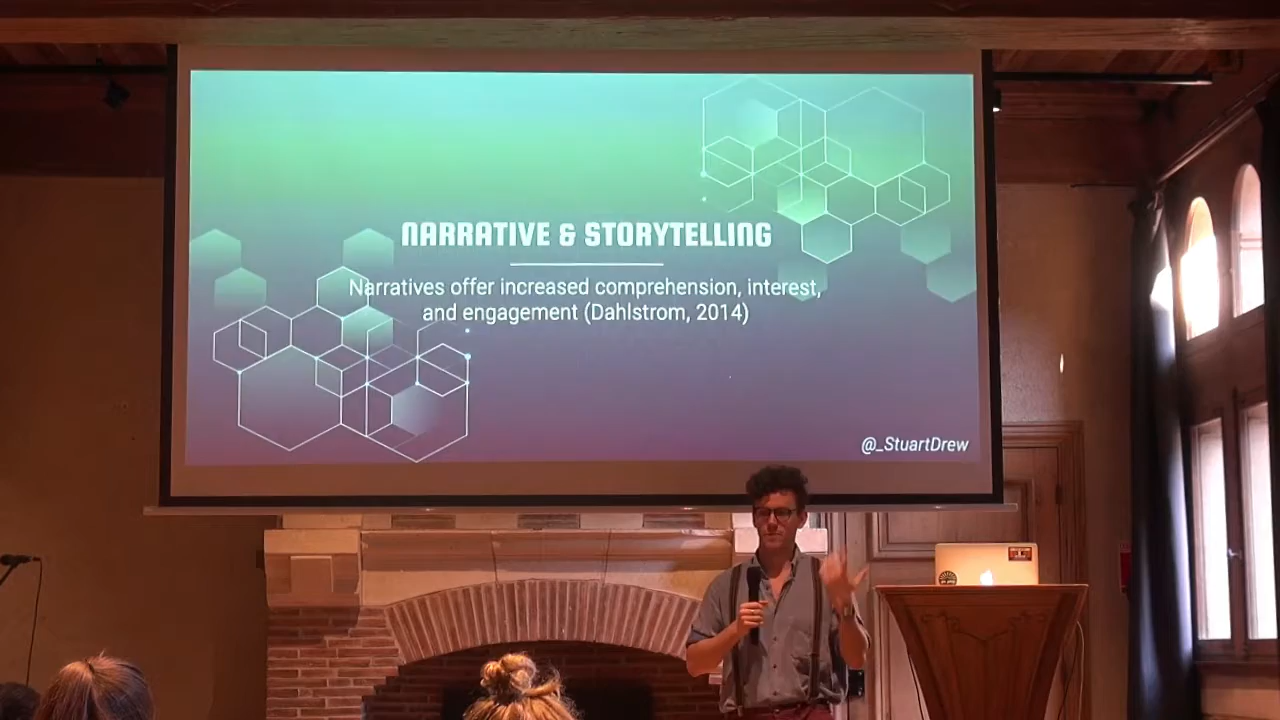 NARRATIVE & STORYTELLING
Narratives offer increased comprehension, interest,
and engagement (Dahlstrom, 2014)
@_StuartDrew